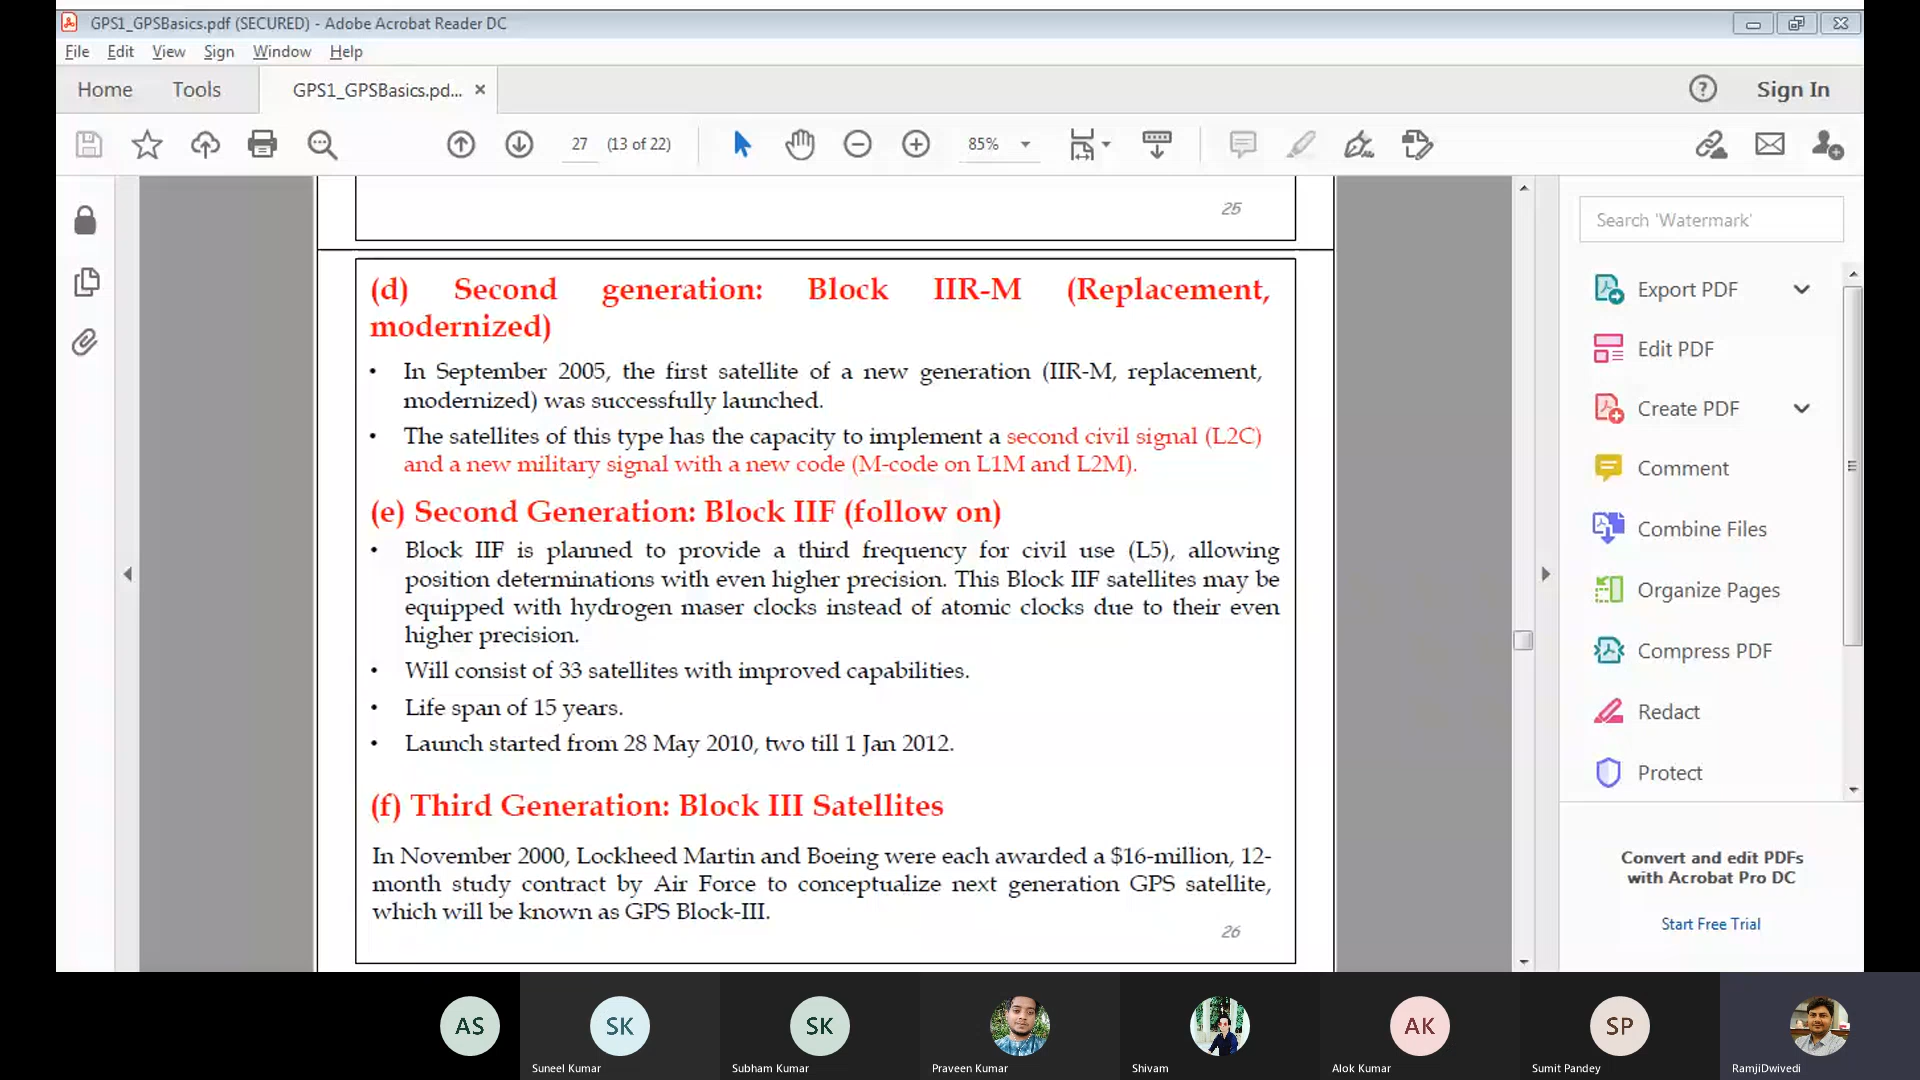 GPS1_GPSBasics.pdf (SECURED) - Adobe Acrobat Reader DC
File Edit View Sign Window Help
Home Tools GPS1_GPSBasics.pd... × Sign In
27 (13 of 22) 85%
25
Search 'Watermark'
(d) Second generation: Block IIR-M (Replacement,
modernized)
• In September 2005, the first satellite of a new generation (IIR-M, replacement,
modernized) was successfully launched.
• The satellites of this type has the capacity to implement a second civil signal (L2C)
and a new military signal with a new code (M-code on L1M and L2M).
(e) Second Generation: Block IIF (follow on)
• Block IIF is planned to provide a third frequency for civil use (L5), allowing
position determinations with even higher precision. This Block IIF satellites may be
equipped with hydrogen maser clocks instead of atomic clocks due to their even
higher precision.
• Will consist of 33 satellites with improved capabilities.
• Life span of 15 years.
• Launch started from 28 May 2010, two till 1 Jan 2012.
(f) Third Generation: Block III Satellites
In November 2000, Lockheed Martin and Boeing were each awarded a $16-million, 12-
month study contract by Air Force to conceptualize next generation GPS satellite,
which will be known as GPS Block-III.
26
Export PDF
Edit PDF
Create PDF
Comment
Combine Files
Organize Pages
Compress PDF
Redact
Protect
Convert and edit PDFs
with Acrobat Pro DC
Start Free Trial
AS SK SK AK SP
Suneel Kumar Subham Kumar Praveen Kumar Shivam Alok Kumar Sumit Pandey RamjiDwivedi